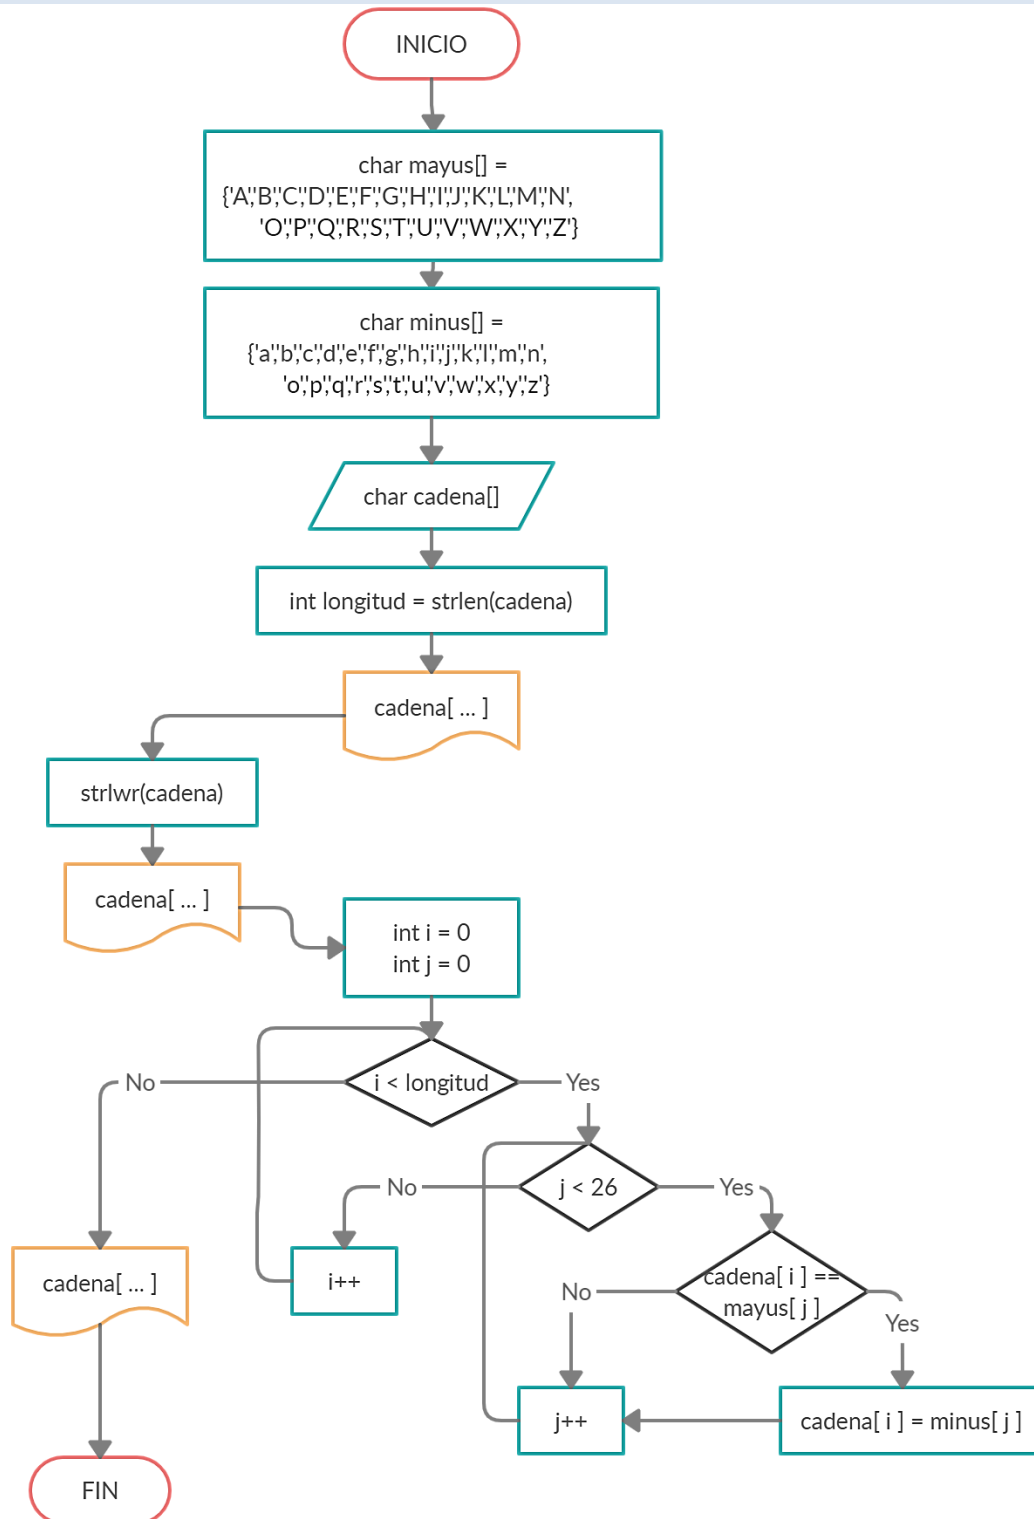 INICIO
char mayus[] =
{'A','B','C','D','E','F','G','H','I','J','K','L','M','N',
'O','P','Q','R','S','T','U','V','W','X','Y','Z'}
char minus[] =
{'a','b','c','d','e','f','g','h','i','j','k','l','m','n',
'o','p','q','r','s','t','u','v','w','x','y','z'}
char cadena[]
int longitud = strlen(cadena)
cadena[ ... ]
strlwr(cadena)
cadena[ ... ]
int i = 0
int j = 0
i < longitud
No
Yes
j < 26
No
Yes
cadena[ i ] ==
mayus[ j ]
No
Yes
i++
cadena[ ... ]
j++
cadena[ i ] = minus[ j ]
FIN